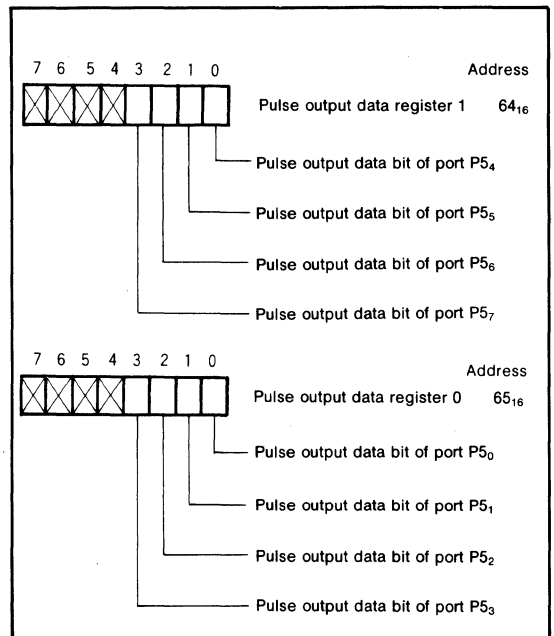 7 6 5 4 3 2 1 0
Address
Pulse output data register 1 64₁₆
Pulse output data bit of port P5₄
Pulse output data bit of port P5₅
Pulse output data bit of port P5₆
Pulse output data bit of port P5₇
7 6 5 4 3 2 1 0
Address
Pulse output data register 0 65₁₆
Pulse output data bit of port P5₀
Pulse output data bit of port P5₁
Pulse output data bit of port P5₂
Pulse output data bit of port P5₃